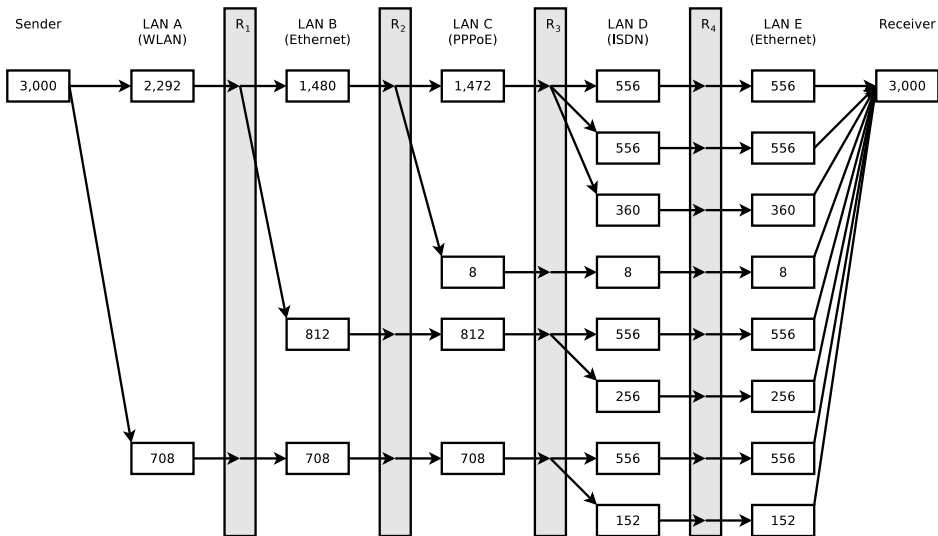 Sender LAN A R1 LAN B R2 LAN C R3 LAN D R4 LAN E Receiver
(WLAN) (Ethernet) (PPPoE) (ISDN) (Ethernet)
3,000 2,292 1,480 1,472 556 556 3,000
556 556
360 360
8 8 8
812 812 556 556
256 256
708 708 708 556 556
152 152